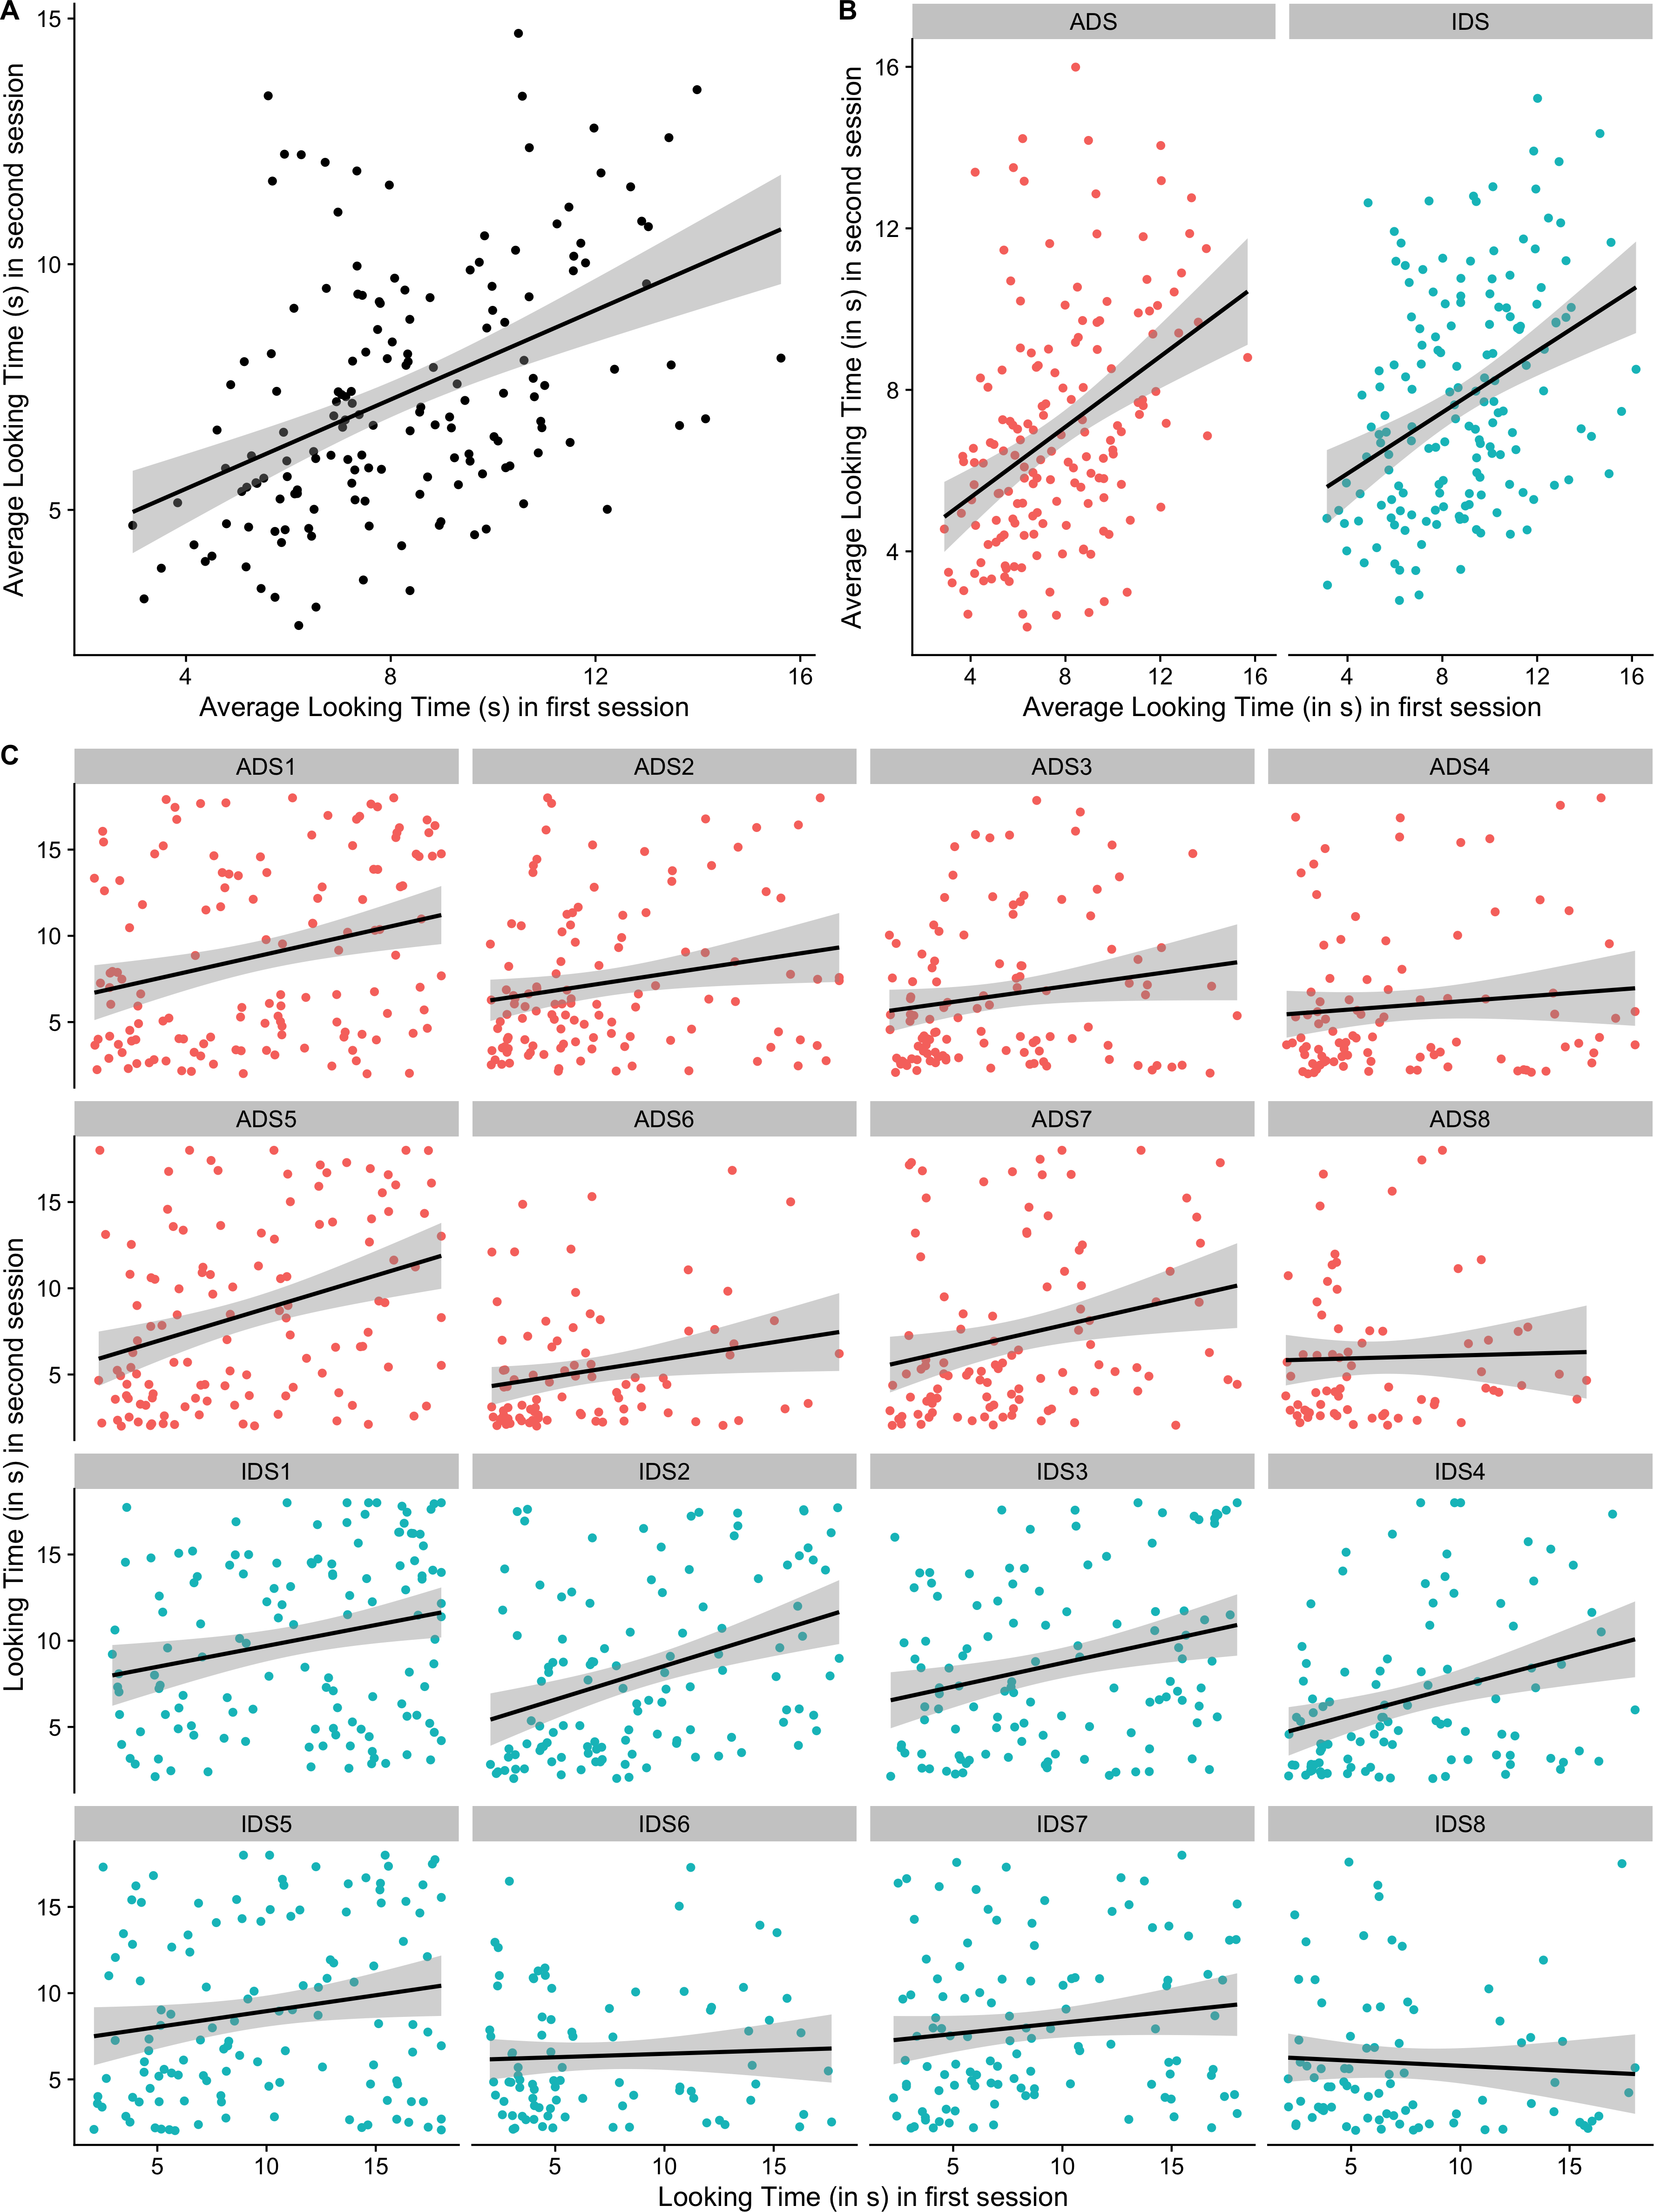 A
B
ADS
IDS
15
10
5
Average Looking Time (s) in second session
4
8
12
16
Average Looking Time (s) in first session
16
12
8
4
Average Looking Time (in s) in second session
4
8
12
16
4
8
12
16
Average Looking Time (in s) in first session
C
ADS1
ADS2
ADS3
ADS4
15
10
5
ADS5
ADS6
ADS7
ADS8
15
10
5
Looking Time (in s) in second session
IDS1
IDS2
IDS3
IDS4
15
10
5
IDS5
IDS6
IDS7
IDS8
15
10
5
5
10
15
5
10
15
5
10
15
5
10
15
Looking Time (in s) in first session